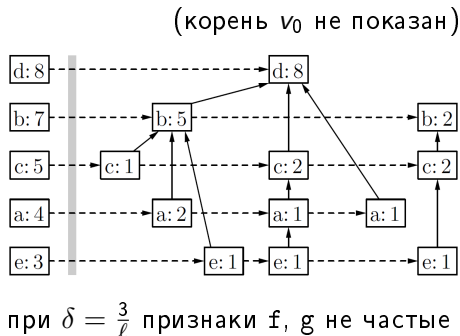 (корень v₀ не показан)
d: 8 d: 8
b: 7 b: 5 b: 2
c: 5 c: 1 c: 2 c: 2
a: 4 a: 2 a: 1 a: 1
e: 3 e: 1 e: 1 e: 1
при δ = 3/ℓ признаки f, g не частые